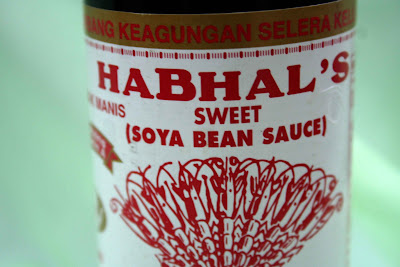 KEAGUNGAN SELERA
HABHAL'S
MANIS
SWEET
(SOYA BEAN SAUCE)